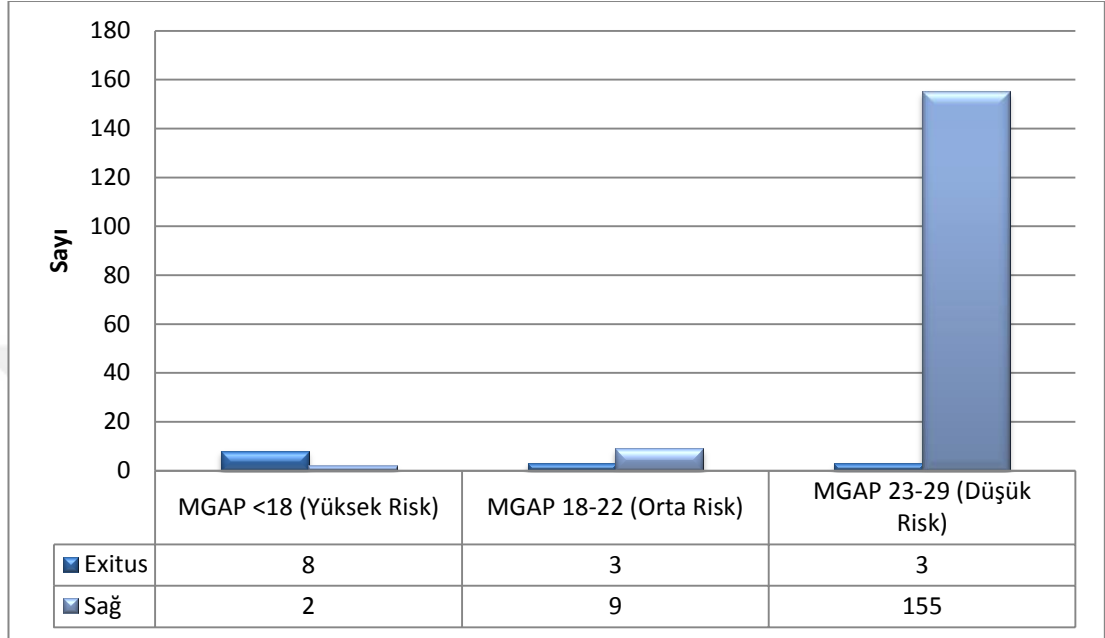 180
160
140
120
100
80
60
40
20
0
Sayı
MGAP <18 (Yüksek Risk) MGAP 18-22 (Orta Risk) MGAP 23-29 (Düşük
Risk)
Exitus 8 3 3
Sağ 2 9 155